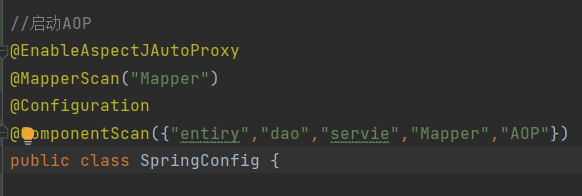 //启动AOP
@EnableAspectJAutoProxy
@MapperScan("Mapper")
@Configuration
@ComponentScan({"entiry","dao","servie","Mapper","AOP"})
public class SpringConfig {